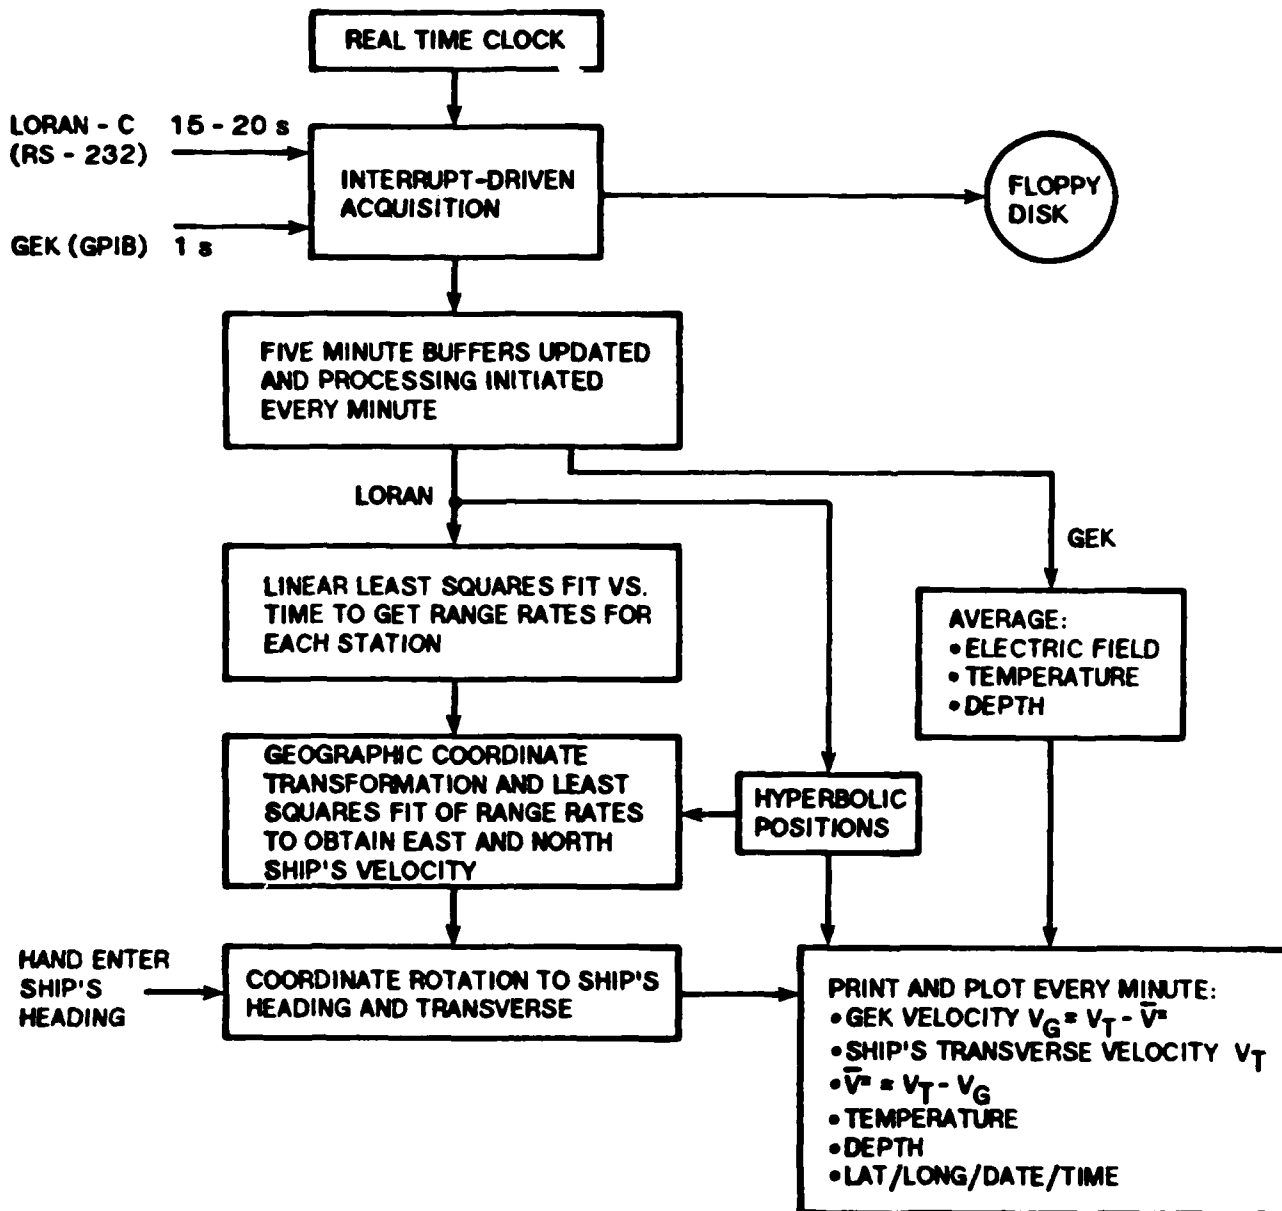 REAL TIME CLOCK
LORAN - C 15 - 20 s
(RS - 232)
GEK (GPIB) 1 s
INTERRUPT-DRIVEN
ACQUISITION
FLOPPY
DISK
FIVE MINUTE BUFFERS UPDATED
AND PROCESSING INITIATED
EVERY MINUTE
LORAN
GEK
LINEAR LEAST SQUARES FIT VS.
TIME TO GET RANGE RATES FOR
EACH STATION
AVERAGE:
• ELECTRIC FIELD
• TEMPERATURE
• DEPTH
GEOGRAPHIC COORDINATE
TRANSFORMATION AND LEAST
SQUARES FIT OF RANGE RATES
TO OBTAIN EAST AND NORTH
SHIP'S VELOCITY
HYPERBOLIC
POSITIONS
HAND ENTER
SHIP'S
HEADING
COORDINATE ROTATION TO SHIP'S
HEADING AND TRANSVERSE
PRINT AND PLOT EVERY MINUTE:
• GEK VELOCITY V_G = V_T - V̅*
• SHIP'S TRANSVERSE VELOCITY V_T
• V̅* = V_T - V_G
• TEMPERATURE
• DEPTH
• LAT/LONG/DATE/TIME